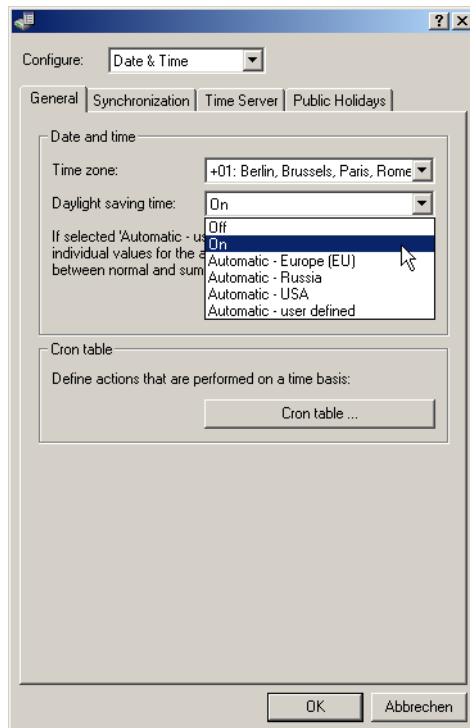 Configure: Date & Time
General Synchronization Time Server Public Holidays
Date and time
Time zone: +01: Berlin, Brussels, Paris, Rome
Daylight saving time: On
Off
On
Automatic - Europe (EU)
Automatic - Russia
Automatic - USA
Automatic - user defined
If selected 'Automatic - us
individual values for the a
between normal and sum
Cron table
Define actions that are performed on a time basis:
Cron table ...
OK Abbrechen